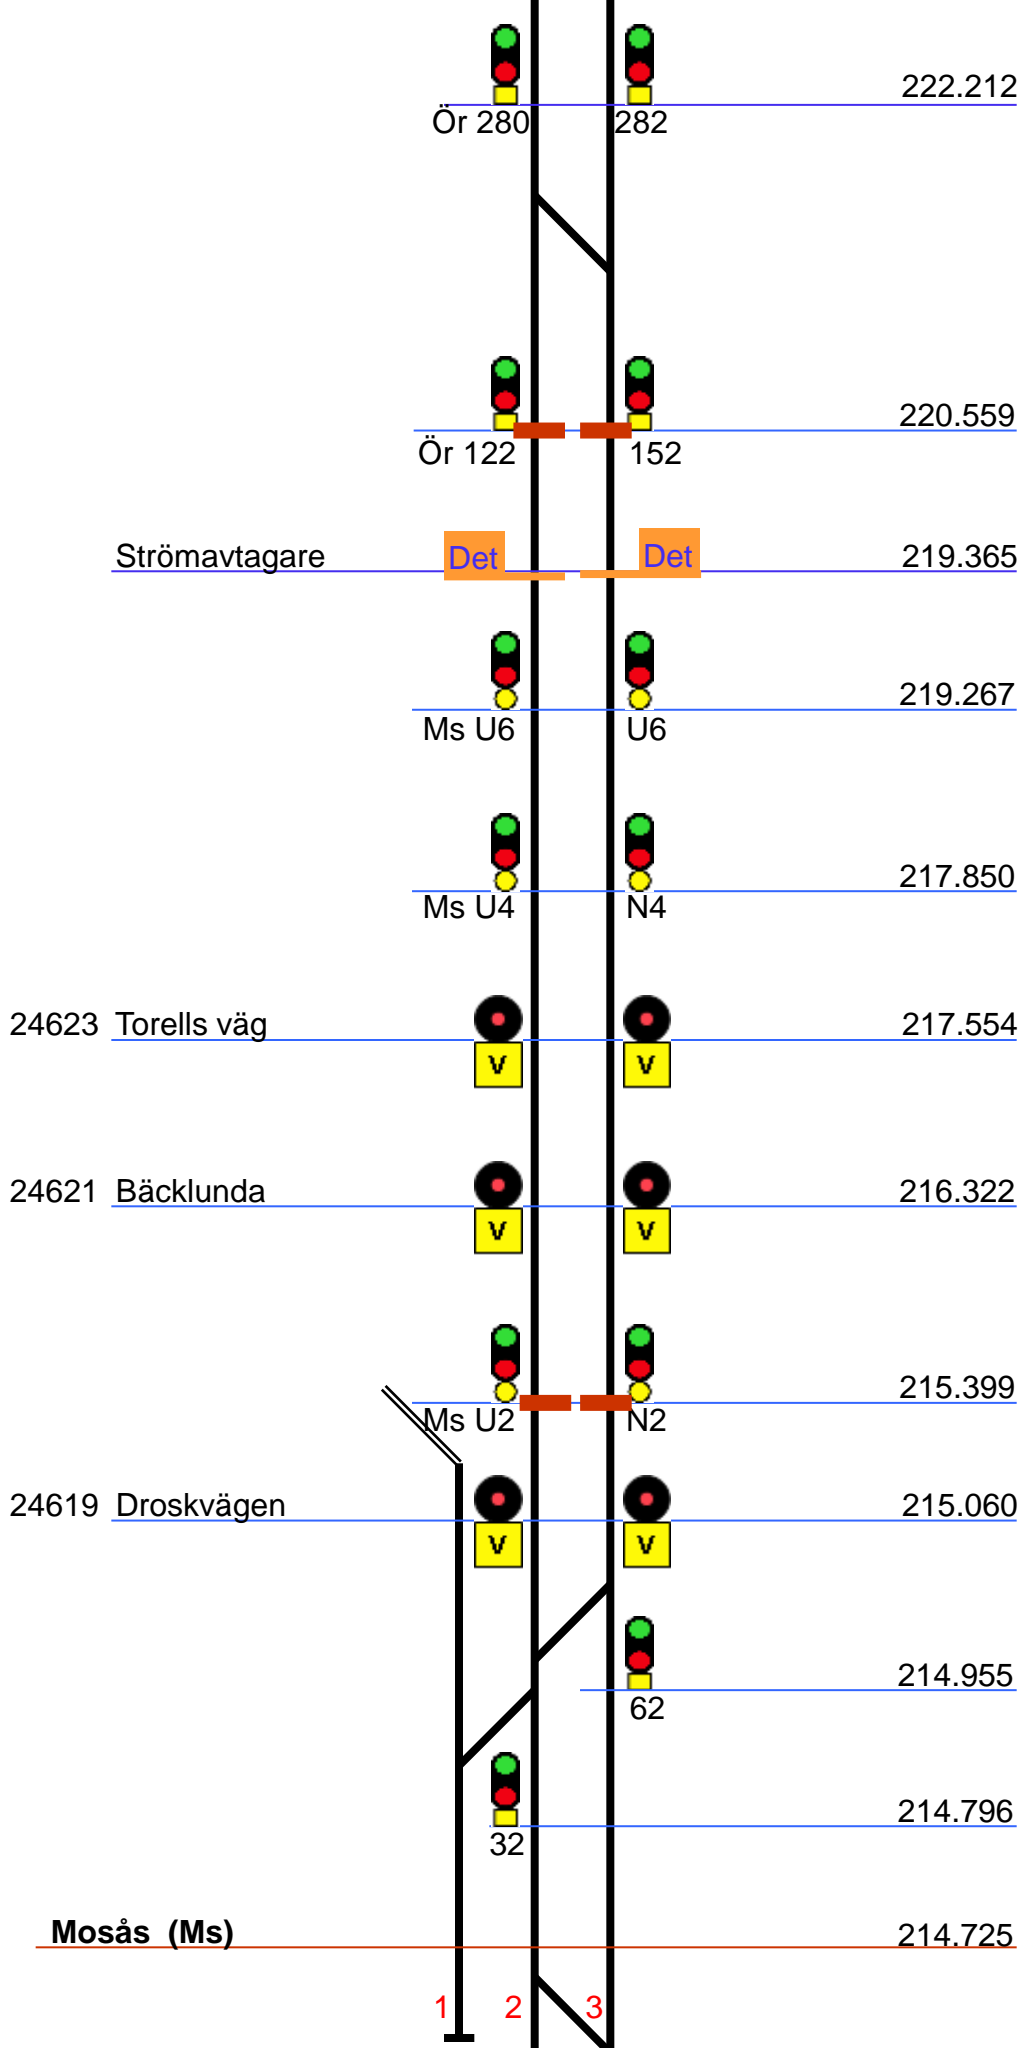 222.212
Ör 280 282
220.559
Ör 122 152
Strömavtagare Det Det 219.365
219.267
Ms U6 U6
217.850
Ms U4 N4
24623 Torells väg 217.554
V V
24621 Bäcklunda 216.322
V V
215.399
Ms U2 N2
24619 Droskvägen 215.060
V V
214.955
62
214.796
32
Mosås (Ms) 214.725
1 2 3